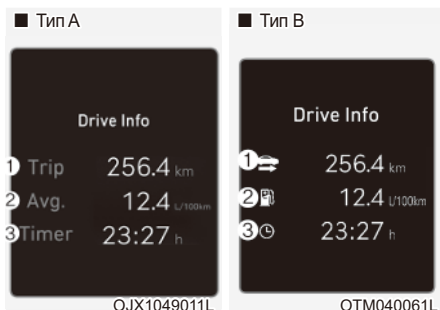 ■ Тип A
Drive Info
1 Trip 256.4 km
2 Avg. 12.4 L/100km
3 Timer 23:27 h
OJX1049011L
■ Тип B
Drive Info
1 256.4 km
2 12.4 L/100km
3 23:27 h
OTM040061L